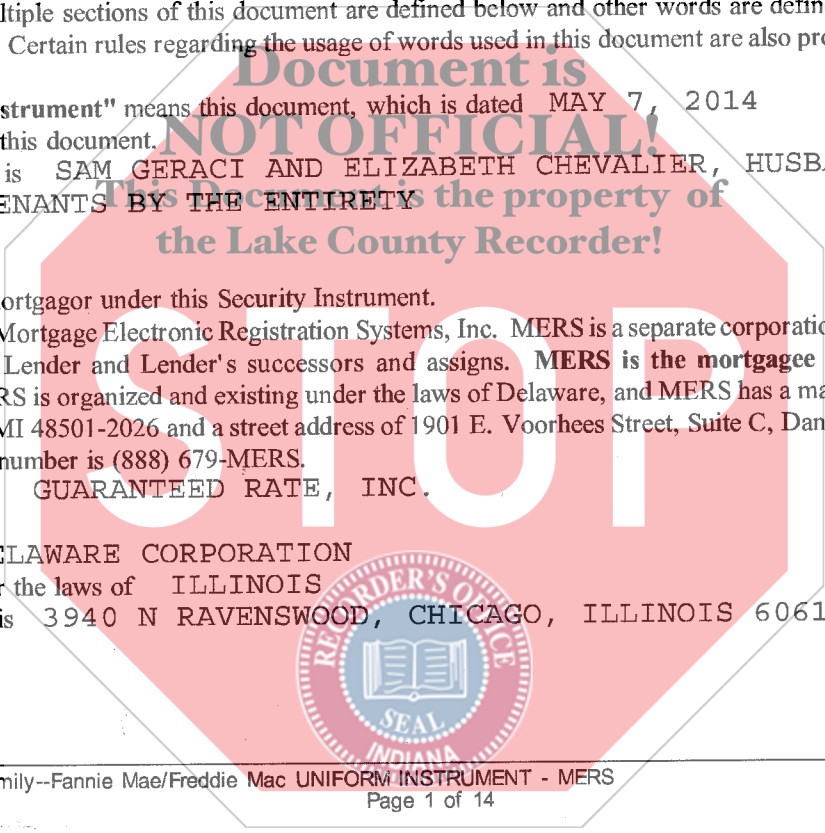 ltiple sections of this document are defined below and other words are defin
Certain rules regarding the usage of words used in this document are also pro
Document is
strument" means this document, which is dated MAY 7, 2014
NOT OFFICIAL!
this document.
is SAM GERACI AND ELIZABETH CHEVALIER, HUSBA
This Document is the property of
ENANTS BY THE ENTIRETY
the Lake County Recorder!
ortgagor under this Security Instrument.
Mortgage Electronic Registration Systems, Inc. MERS is a separate corporatio
Lender and Lender's successors and assigns. MERS is the mortgagee
RS is organized and existing under the laws of Delaware, and MERS has a ma
MI 48501-2026 and a street address of 1901 E. Voorhees Street, Suite C, Dan
number is (888) 679-MERS.
STOP
GUARANTEED RATE, INC.
ELAWARE CORPORATION
r the laws of ILLINOIS
is 3940 N RAVENSWOOD, CHICAGO, ILLINOIS 6061
RECORDER'S OFFICE
SEAL
INDIANA
mily--Fannie Mae/Freddie Mac UNIFORM INSTRUMENT - MERS
Page 1 of 14